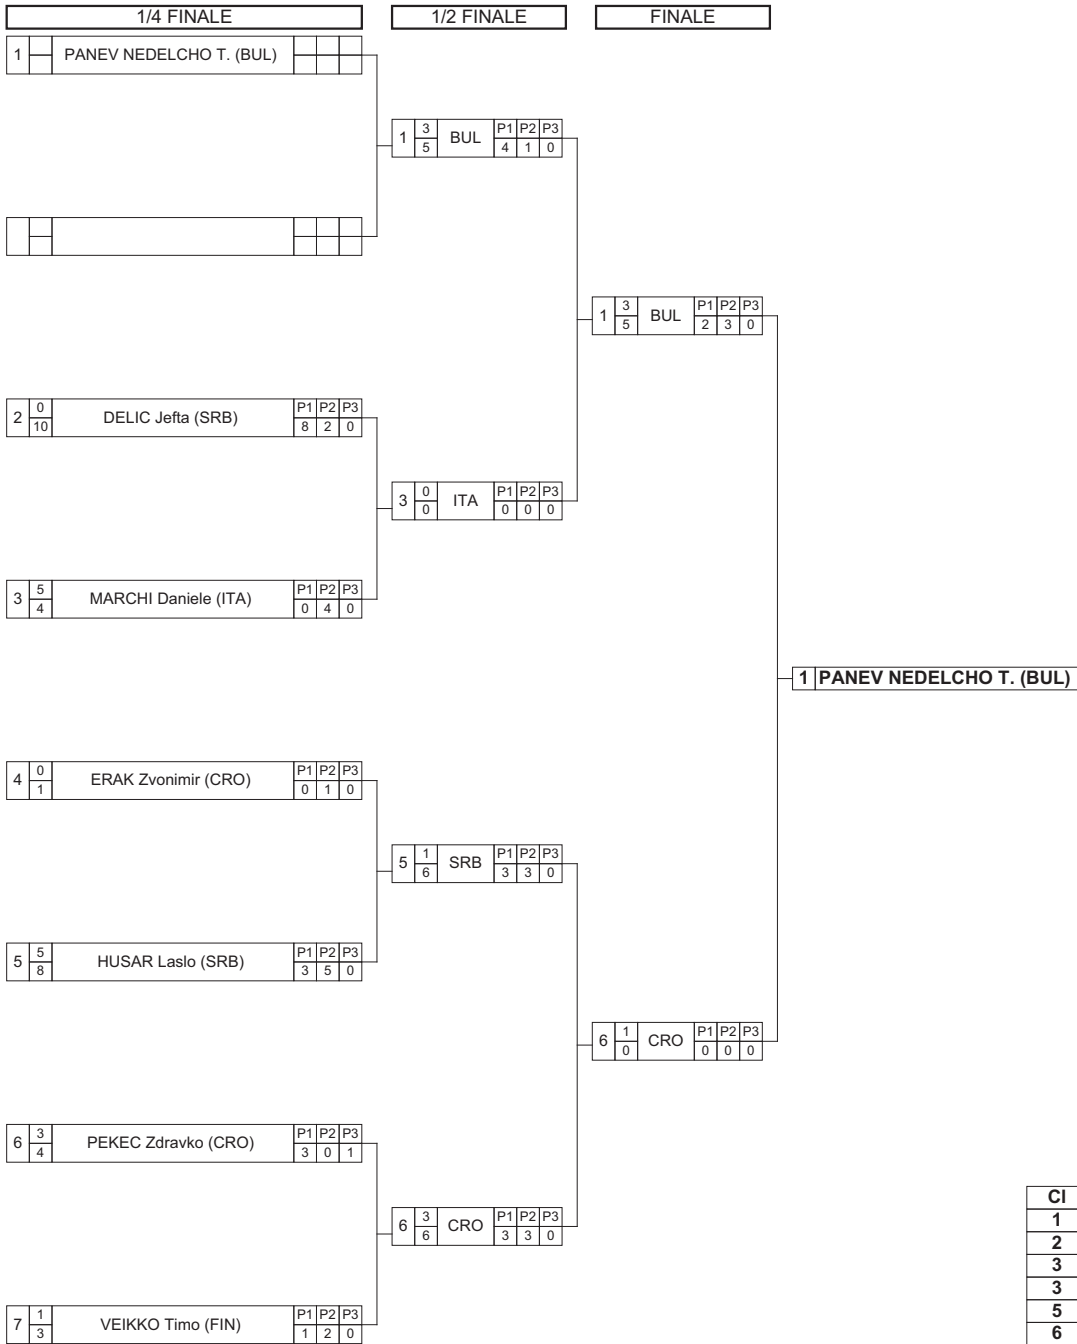 1/4 FINALE 1/2 FINALE FINALE
1 PANEV NEDELCHO T. (BUL)
3 P1 P2 P3
1 BUL
5 4 1 0
3 P1 P2 P3
1 BUL
5 2 3 0
0 P1 P2 P3
2 DELIC Jefta (SRB)
10 8 2 0
0 P1 P2 P3
3 ITA
0 0 0 0
5 P1 P2 P3
3 MARCHI Daniele (ITA)
4 0 4 0
1 PANEV NEDELCHO T. (BUL)
0 P1 P2 P3
4 ERAK Zvonimir (CRO)
1 0 1 0
1 P1 P2 P3
5 SRB
6 3 3 0
5 P1 P2 P3
5 HUSAR Laslo (SRB)
8 3 5 0
1 P1 P2 P3
6 CRO
0 0 0 0
3 P1 P2 P3
6 PEKEC Zdravko (CRO)
4 3 0 1
3 P1 P2 P3
6 CRO
6 3 3 0
1 P1 P2 P3
7 VEIKKO Timo (FIN)
3 1 2 0
Cl
1
2
3
3
5
6